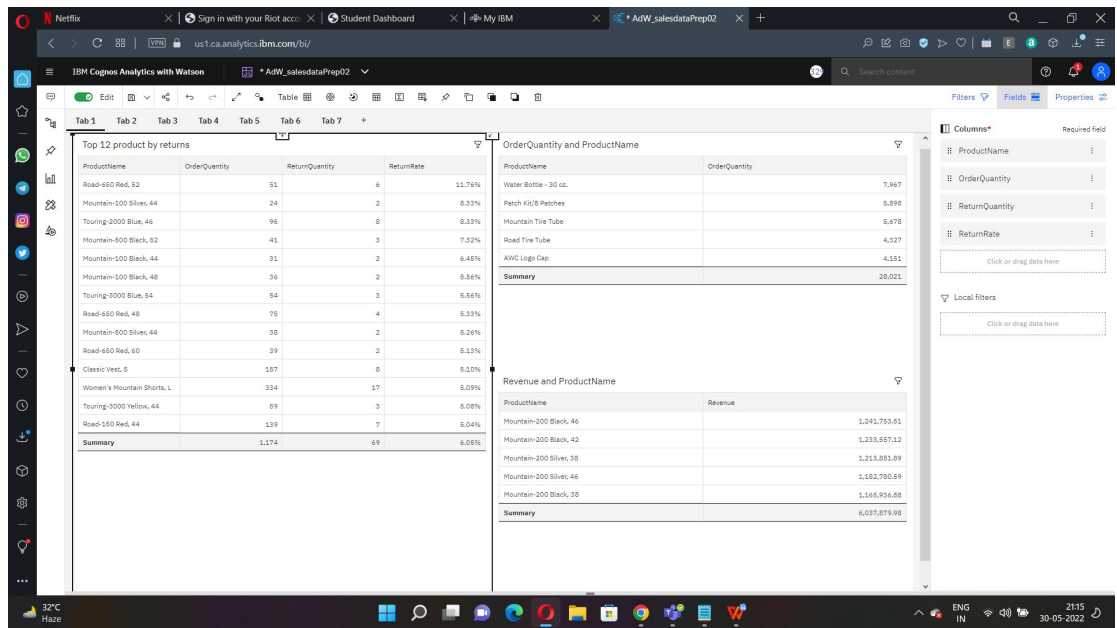 Netflix
Sign in with your Riot acco
Student Dashboard
My IBM
* AdW_salesdataPrep02
VPN us1.ca.analytics.ibm.com/bi/
IBM Cognos Analytics with Watson
* AdW_salesdataPrep02
Search content
Edit Table
Filters Fields Properties
Tab 1 Tab 2 Tab 3 Tab 4 Tab 5 Tab 6 Tab 7 +
Top 12 product by returns
ProductName OrderQuantity ReturnQuantity ReturnRate
Road-650 Red, 52 51 6 11.76%
Mountain-100 Silver, 44 24 2 8.33%
Touring-2000 Blue, 46 96 8 8.33%
Mountain-500 Black, 52 41 3 7.32%
Mountain-100 Black, 44 31 2 6.45%
Mountain-100 Black, 48 36 2 5.56%
Touring-3000 Blue, 54 54 3 5.56%
Road-650 Red, 48 75 4 5.33%
Mountain-500 Silver, 44 38 2 5.26%
Road-650 Red, 60 39 2 5.13%
Classic Vest, S 157 8 5.10%
Women's Mountain Shorts, L 334 17 5.09%
Touring-3000 Yellow, 44 59 3 5.08%
Road-150 Red, 44 139 7 5.04%
Summary 1,174 69 6.05%
OrderQuantity and ProductName
ProductName OrderQuantity
Water Bottle - 30 oz. 7,967
Patch Kit/8 Patches 5,898
Mountain Tire Tube 5,678
Road Tire Tube 4,327
AWC Logo Cap 4,151
Summary 28,021
Revenue and ProductName
ProductName Revenue
Mountain-200 Black, 46 1,241,753.51
Mountain-200 Black, 42 1,233,557.12
Mountain-200 Silver, 38 1,213,851.89
Mountain-200 Silver, 46 1,182,780.59
Mountain-200 Black, 38 1,165,936.88
Summary 6,037,879.98
Columns* Required field
ProductName
OrderQuantity
ReturnQuantity
ReturnRate
Click or drag data here
Local filters
Click or drag data here
32°C
Haze
ENG
IN
21:15
30-05-2022